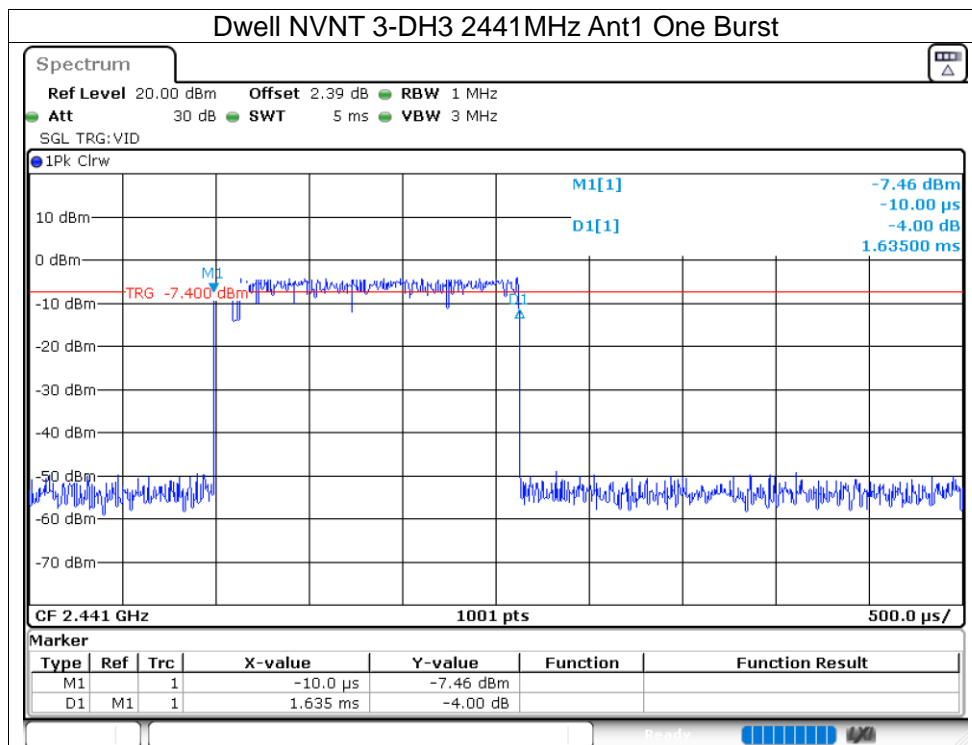 Dwell NVNT 3-DH3 2441MHz Ant1 One Burst
Spectrum
Ref Level 20.00 dBm Offset 2.39 dB RBW 1 MHz
Att 30 dB SWT 5 ms VBW 3 MHz
SGL TRG:VID
1Pk Clrw
M1[1] -7.46 dBm
-10.00 µs
10 dBm
D1[1] -4.00 dB
1.63500 ms
0 dBm
M1
TRG -7.400 dBm
D1
-10 dBm
-20 dBm
-30 dBm
-40 dBm
-50 dBm
-60 dBm
-70 dBm
CF 2.441 GHz 1001 pts 500.0 µs/
Marker
Type Ref Trc X-value Y-value Function Function Result
M1 1 -10.0 µs -7.46 dBm
D1 M1 1 1.635 ms -4.00 dB
Ready